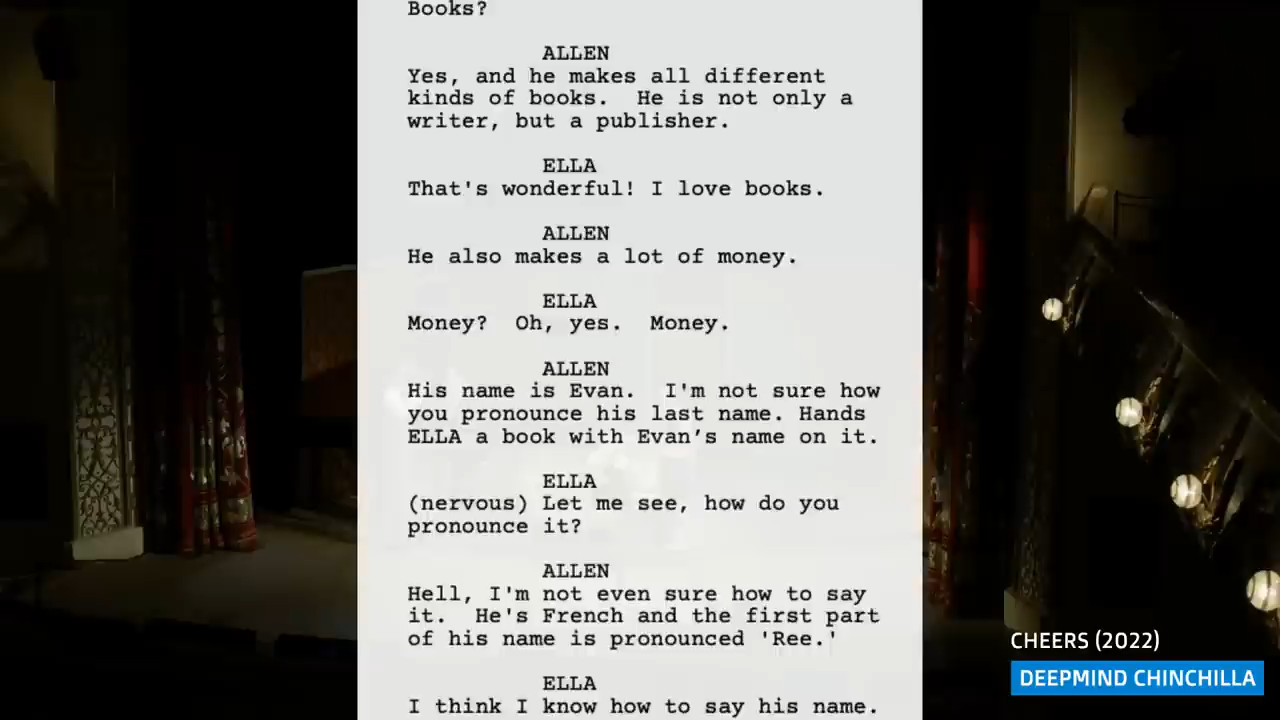 Books?
ALLEN
Yes, and he makes all different
kinds of books.  He is not only a
writer, but a publisher.
ELLA
That's wonderful! I love books.
ALLEN
He also makes a lot of money.
ELLA
Money?  Oh, yes.  Money.
ALLEN
His name is Evan.  I'm not sure how
you pronounce his last name. Hands
ELLA a book with Evan’s name on it.
ELLA
(nervous) Let me see, how do you
pronounce it?
ALLEN
Hell, I'm not even sure how to say
it.  He's French and the first part
of his name is pronounced 'Ree.'
ELLA
I think I know how to say his name.
CHEERS (2022)
DEEPMIND CHINCHILLA